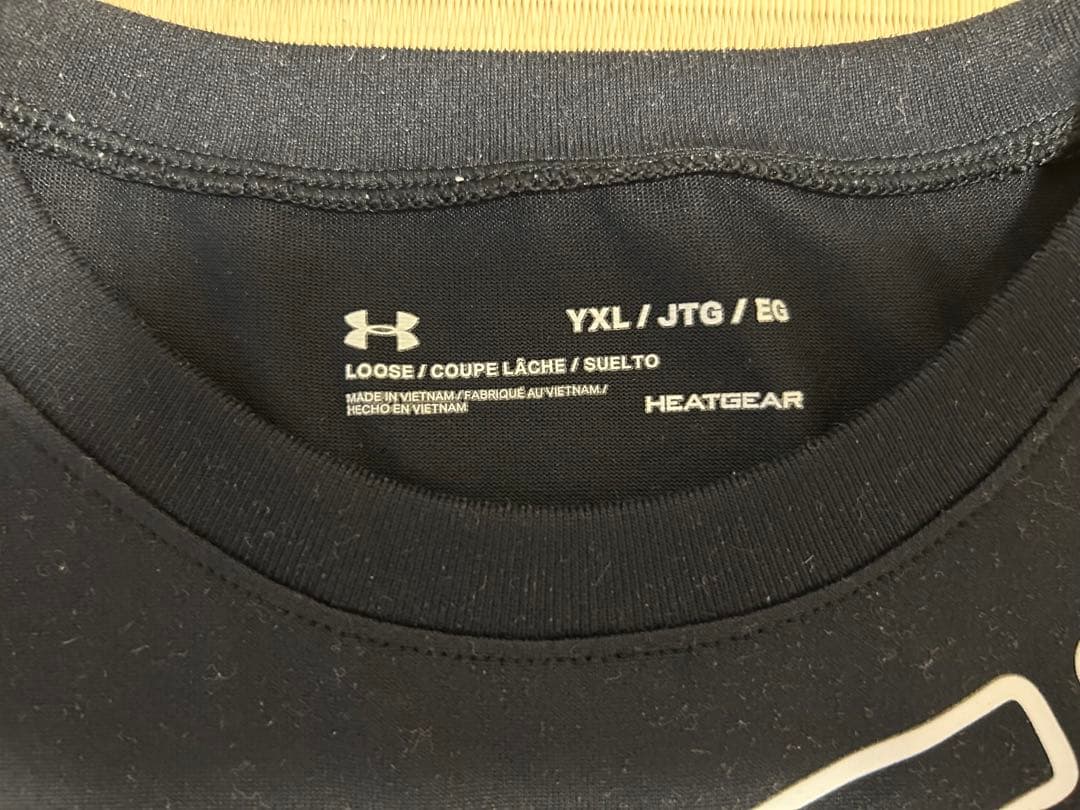 YXL / JTG / EG
LOOSE / COUPE LÂCHE / SUELTO
MADE IN VIETNAM / FABRIQUÉ AU VIETNAM /
HECHO EN VIETNAM
HEATGEAR